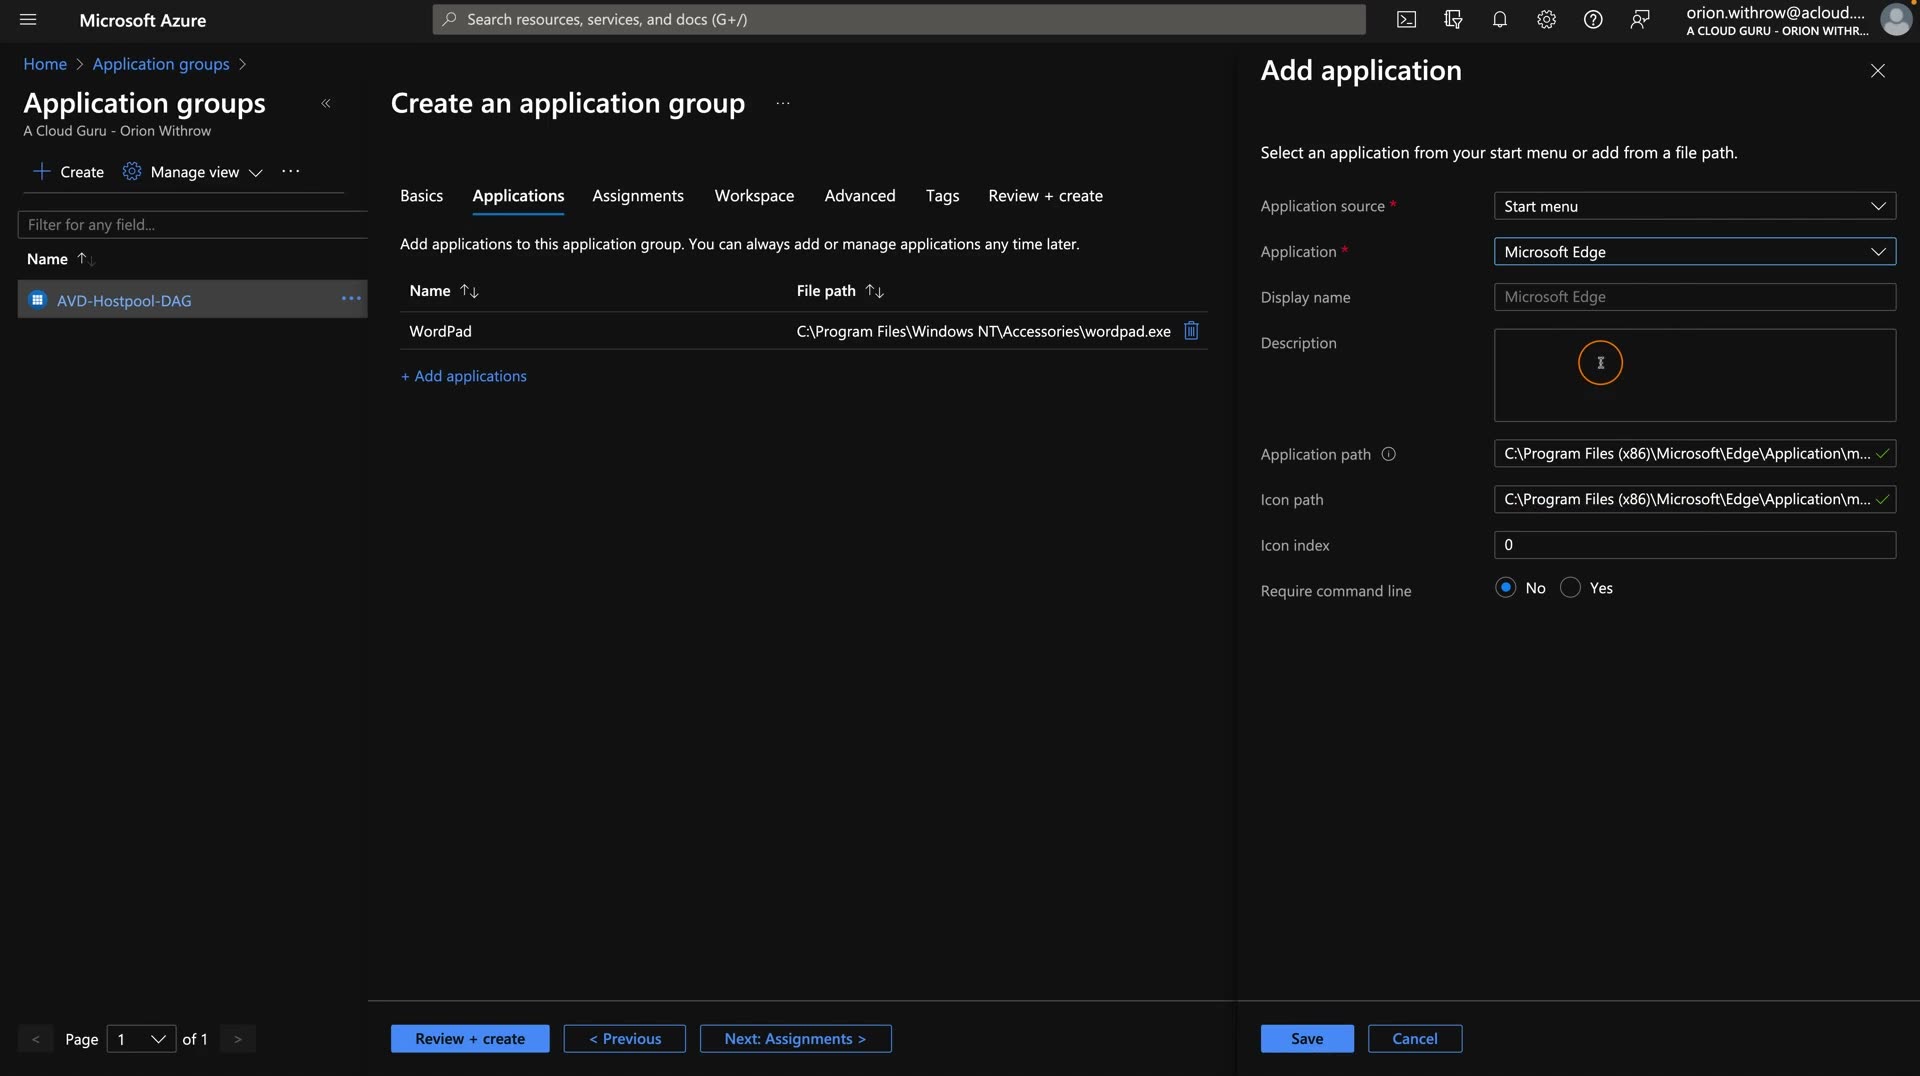 Microsoft Azure
Search resources, services, and docs (G+/)
orion.withrow@acloud....
A CLOUD GURU - ORION WITHR...
Home > Application groups >
Application groups
«
A Cloud Guru - Orion Withrow
+ Create
Manage view
...
Filter for any field...
Name ↑↓
AVD-Hostpool-DAG
...
< Page 1 of 1 >
Create an application group
...
Basics
Applications
Assignments
Workspace
Advanced
Tags
Review + create
Add applications to this application group. You can always add or manage applications any time later.
Name ↑↓ File path ↑↓
WordPad C:\Program Files\Windows NT\Accessories\wordpad.exe
+ Add applications
Review + create
< Previous
Next: Assignments >
Add application
Select an application from your start menu or add from a file path.
Application source * Start menu
Application * Microsoft Edge
Display name Microsoft Edge
Description
Application path C:\Program Files (x86)\Microsoft\Edge\Application\m...
Icon path C:\Program Files (x86)\Microsoft\Edge\Application\m...
Icon index 0
Require command line No Yes
Save
Cancel